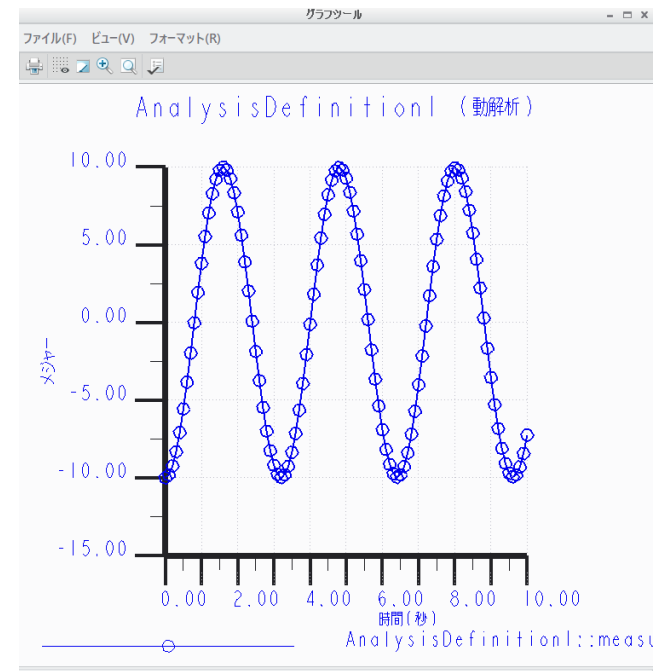 グラフツール
ファイル(F) ビュー(V) フォーマット(R)
AnalysisDefinition1 (動解析)
10.00
5.00
0.00
-5.00
-10.00
-15.00
メジャー
0.00 2.00 4.00 6.00 8.00 10.00
時間(秒)
AnalysisDefinition1::measu